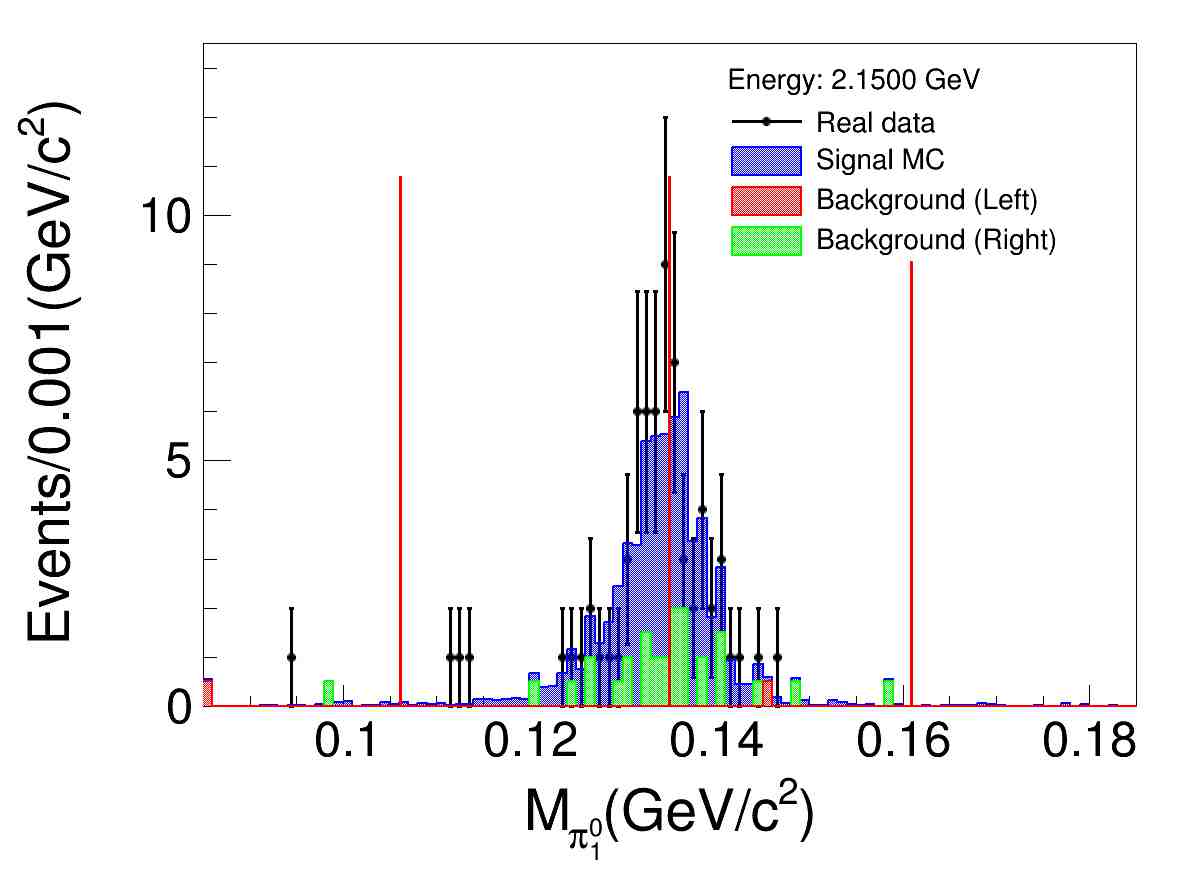 Energy: 2.1500 GeV
Real data
Signal MC
Background (Left)
Background (Right)
Events/0.001(GeV/c²)
10
5
0
0.1 0.12 0.14 0.16 0.18
M_{π⁰₁}(GeV/c²)